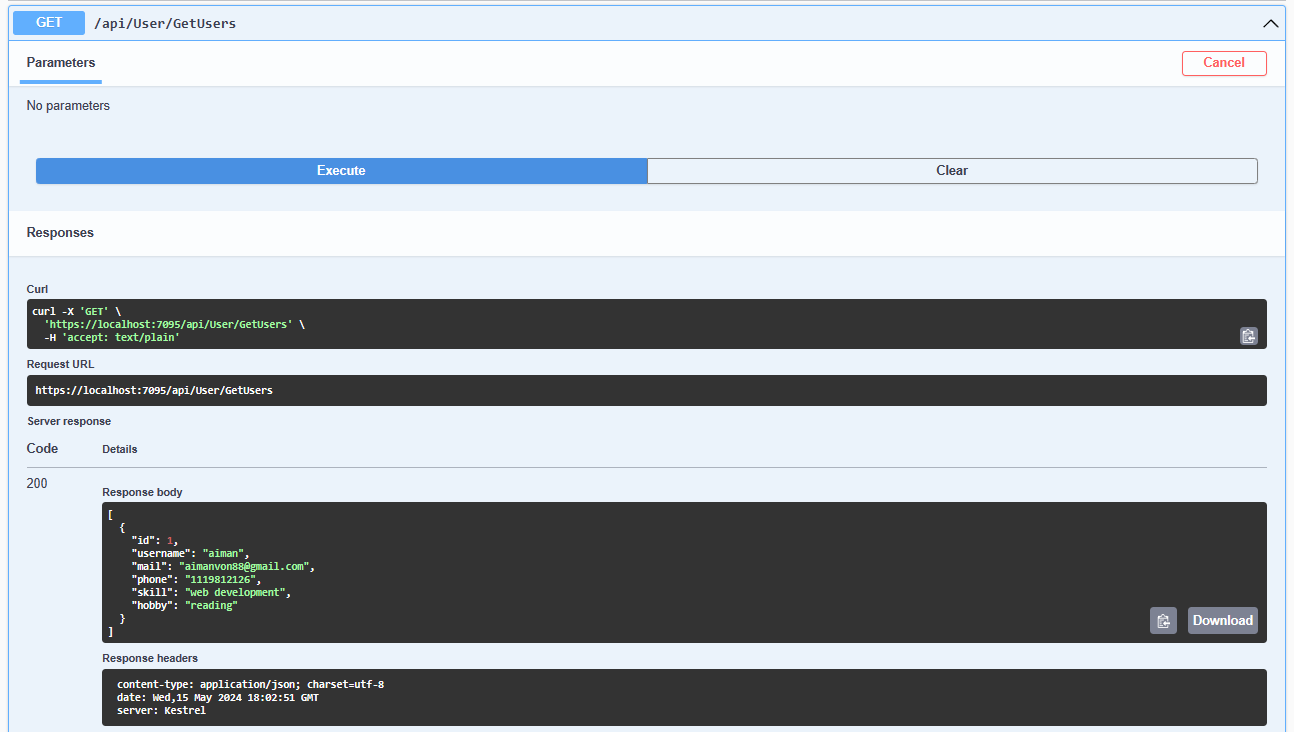 GET /api/User/GetUsers
Parameters Cancel
No parameters
Execute Clear
Responses
Curl
curl -X 'GET' \
'https://localhost:7095/api/User/GetUsers' \
-H 'accept: text/plain'
Request URL
https://localhost:7095/api/User/GetUsers
Server response
Code Details
200
Response body
[
{
"id": 1,
"username": "aiman",
"mail": "aimanvon88@gmail.com",
"phone": "1119812126",
"skill": "web development",
"hobby": "reading"
}
]
Download
Response headers
content-type: application/json; charset=utf-8
date: Wed,15 May 2024 18:02:51 GMT
server: Kestrel